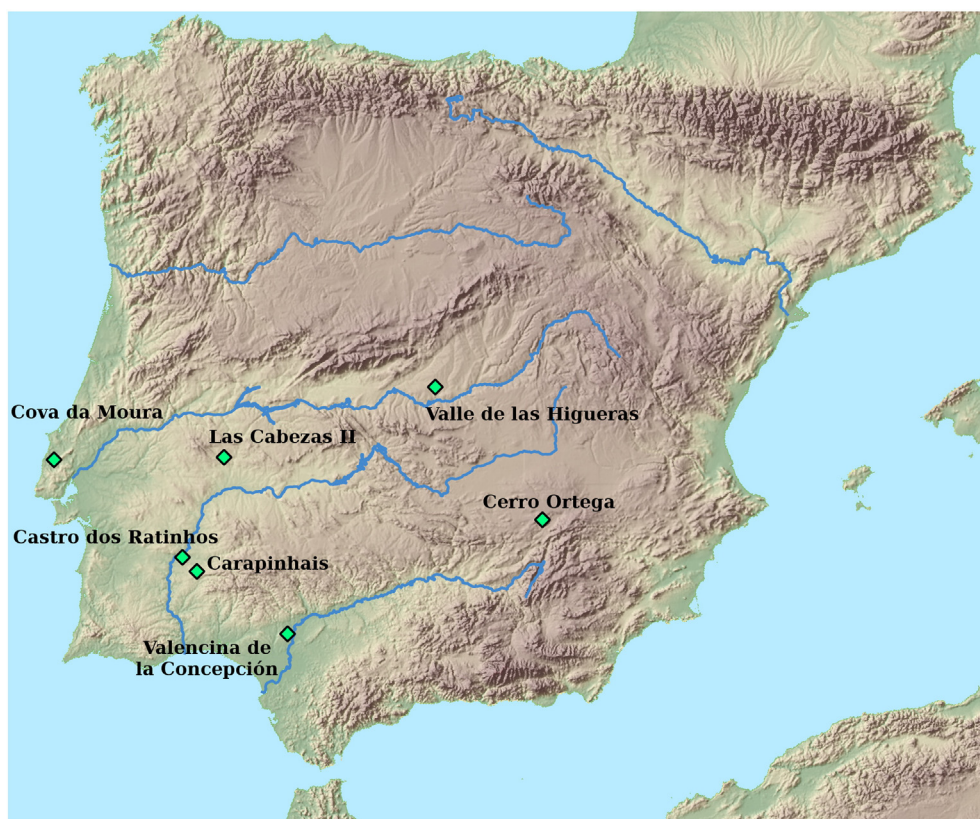 Cova da Moura
Valle de las Higueras
Las Cabezas II
Cerro Ortega
Castro dos Ratinhos
Carapinhais
Valencina de
la Concepción